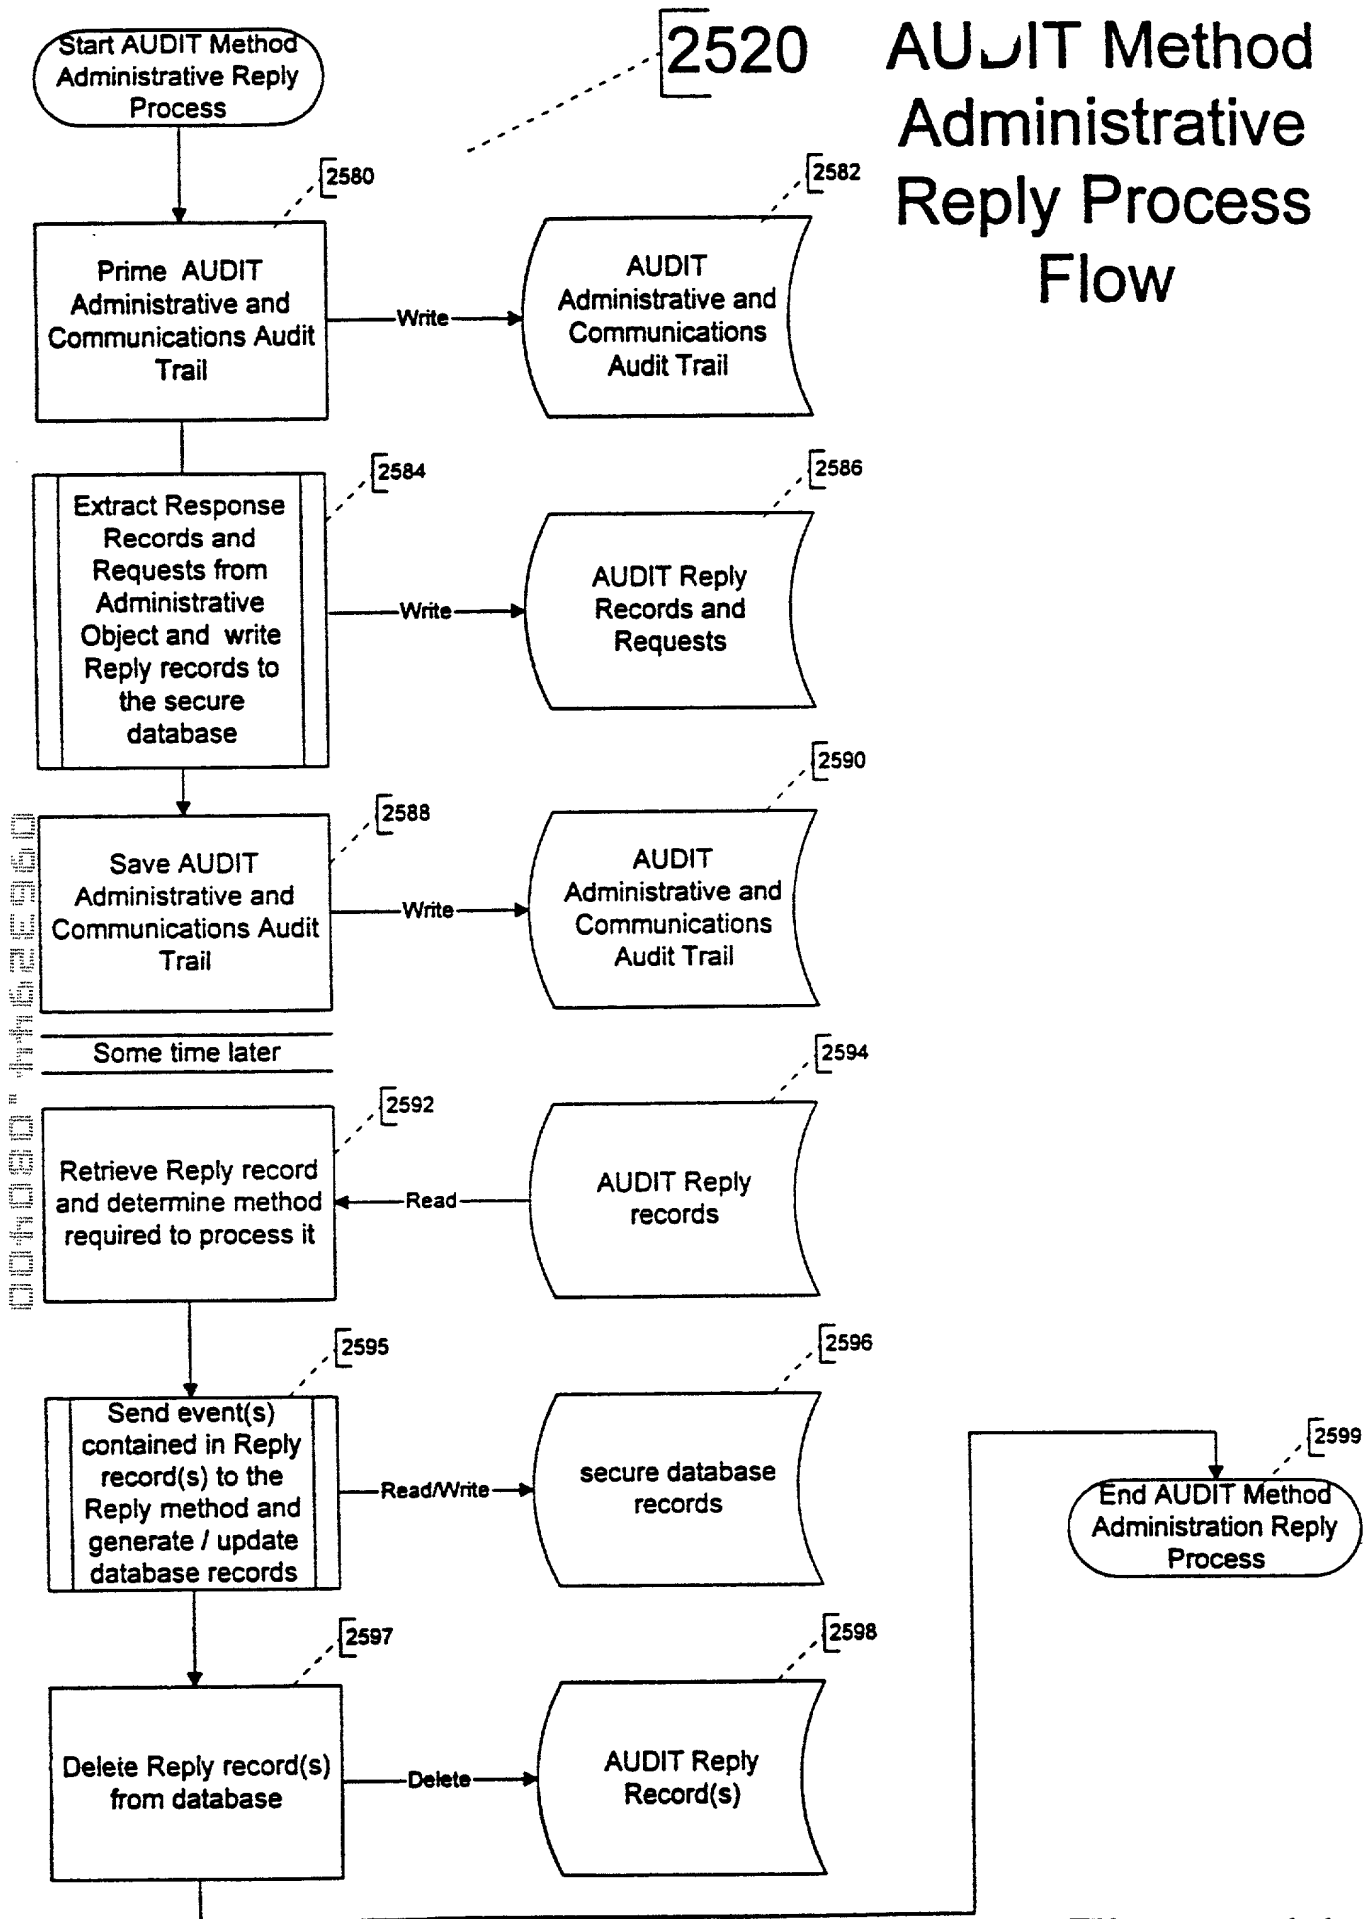 Start AUDIT Method
Administrative Reply
Process
2520
AUDIT Method
Administrative
Reply Process
Flow
2580
Prime AUDIT
Administrative and
Communications Audit
Trail
Write
2582
AUDIT
Administrative and
Communications
Audit Trail
2584
Extract Response
Records and
Requests from
Administrative
Object and write
Reply records to
the secure
database
Write
2586
AUDIT Reply
Records and
Requests
2588
Save AUDIT
Administrative and
Communications Audit
Trail
Write
2590
AUDIT
Administrative and
Communications
Audit Trail
Some time later
2592
Retrieve Reply record
and determine method
required to process it
Read
2594
AUDIT Reply
records
2595
Send event(s)
contained in Reply
record(s) to the
Reply method and
generate / update
database records
Read/Write
2596
secure database
records
2597
Delete Reply record(s)
from database
Delete
2598
AUDIT Reply
Record(s)
2599
End AUDIT Method
Administration Reply
Process